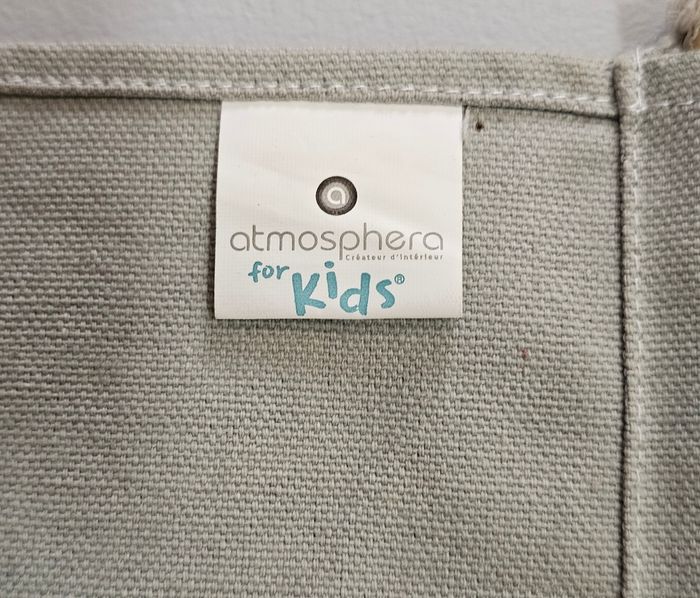 a
atmosphera
Créateur d'intérieur
for
Kids®